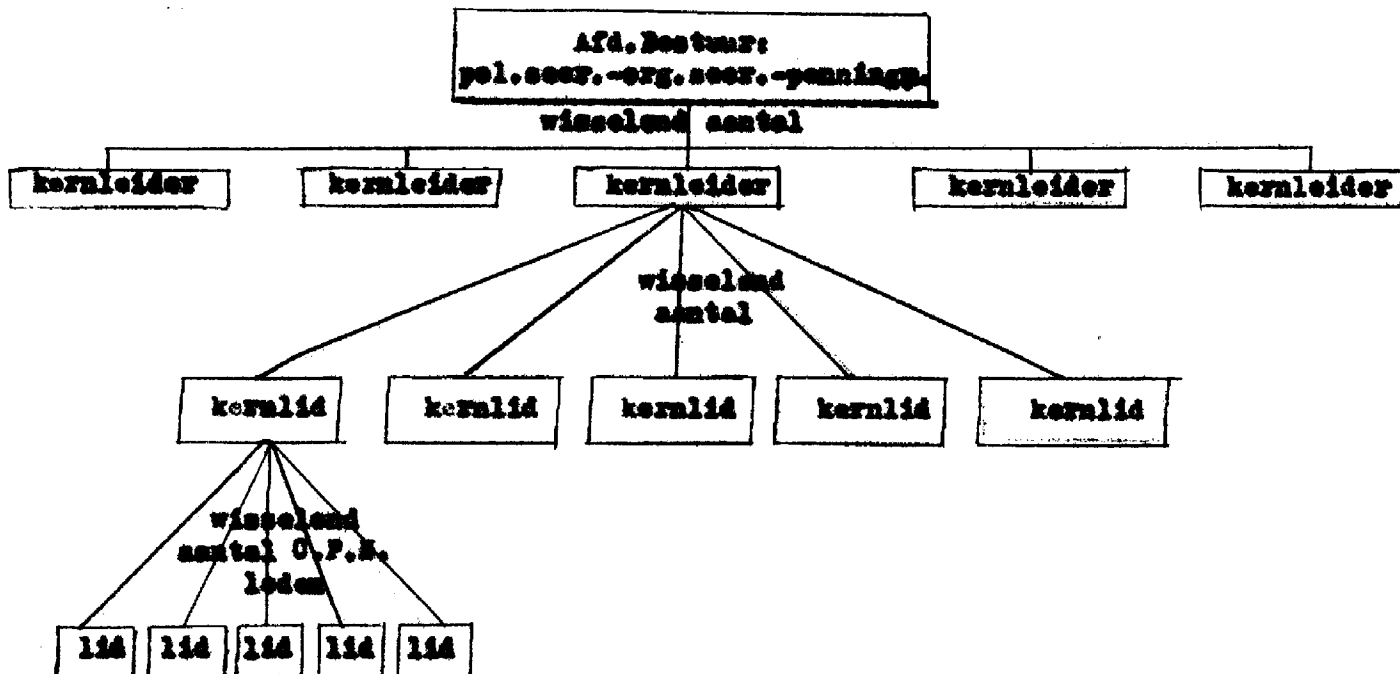 Afd.Bestuur:
pol.secr.-org.secr.-penningm.
wisselend aantal
kernleider kernleider kernleider kernleider kernleider
wisselend
aantal
kernlid kernlid kernlid kernlid kernlid
wisselend
aantal C.P.N.
leden
lid lid lid lid lid